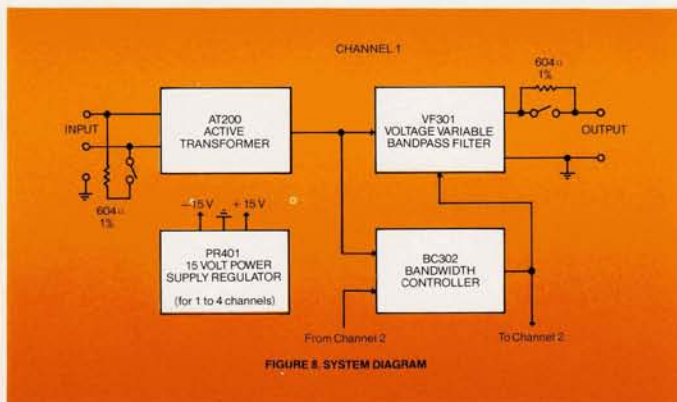 CHANNEL 1
604Ω
1%
INPUT
AT200
ACTIVE
TRANSFORMER
VF301
VOLTAGE VARIABLE
BANDPASS FILTER
OUTPUT
604Ω
1%
—15 V
+15 V
PR401
15 VOLT POWER
SUPPLY REGULATOR
(for 1 to 4 channels)
BC302
BANDWIDTH
CONTROLLER
From Channel 2
To Channel 2
FIGURE 8. SYSTEM DIAGRAM